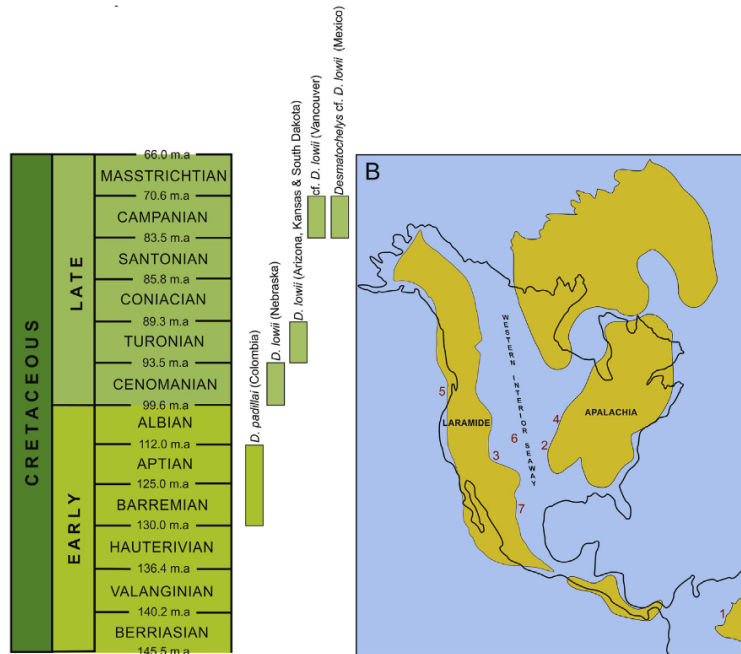 CRETACEOUS
LATE
EARLY
66.0 m.a
MASSTRICHTIAN
70.6 m.a
CAMPANIAN
83.5 m.a
SANTONIAN
85.8 m.a
CONIACIAN
89.3 m.a
TURONIAN
93.5 m.a
CENOMANIAN
99.6 m.a
ALBIAN
112.0 m.a
APTIAN
125.0 m.a
BARREMIAN
130.0 m.a
HAUTERIVIAN
136.4 m.a
VALANGINIAN
140.2 m.a
BERRIASIAN
145.5 m.a
D. padillai (Colombia)
D. lowii (Nebraska)
D. lowii (Arizona, Kansas & South Dakota)
cf. D. lowii (Vancouver)
Desmatochelys cf. D. lowii (Mexico)
B
WESTERN INTERIOR SEAWAY
5
LARAMIDE
APALACHIA
4
6
2
3
7
1